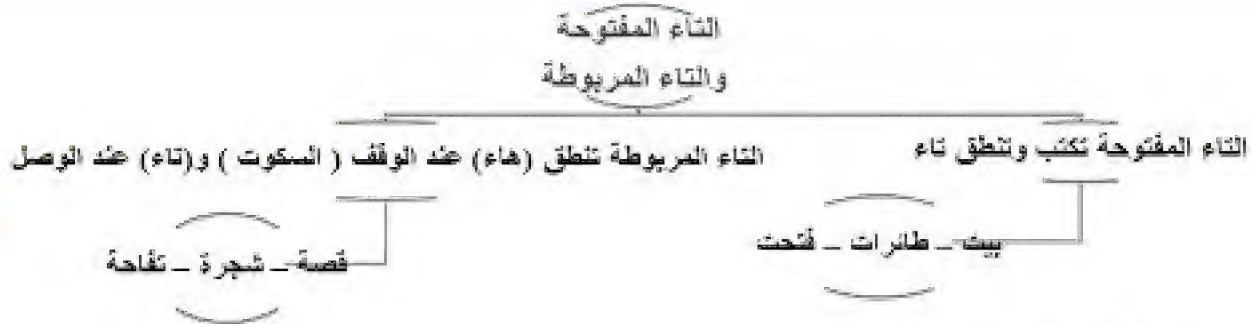 التاء المفتوحة
والتاء المربوطة
التاء المفتوحة تكتب وتنطق تاء
التاء المربوطة تنطق (هاء) عند الوقف ( السكوت ) و(تاء) عند الوصل
بيت – طائرات – فتحت
قصة – شجرة – تفاحة